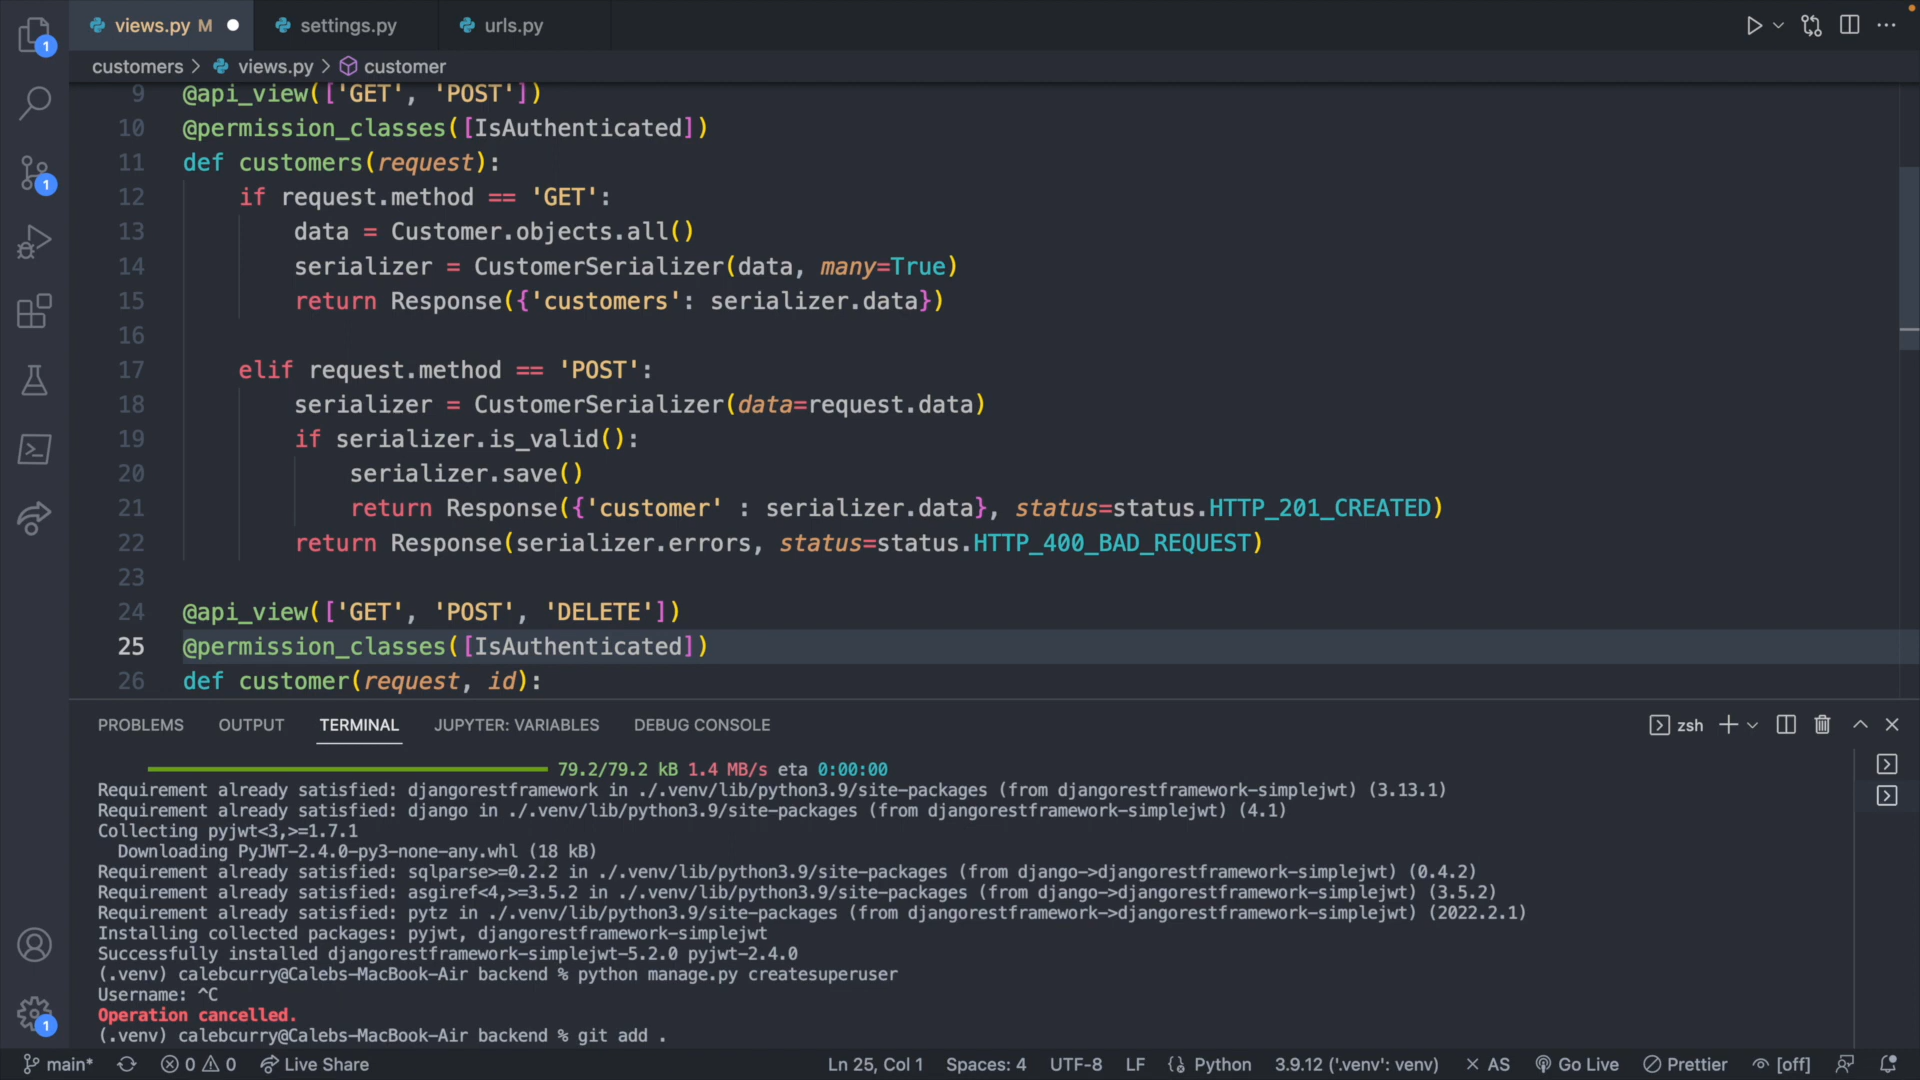 views.py M
settings.py
urls.py
customers > views.py > customer
9 @api_view(['GET', 'POST'])
10 @permission_classes([IsAuthenticated])
11 def customers(request):
12 if request.method == 'GET':
13 data = Customer.objects.all()
14 serializer = CustomerSerializer(data, many=True)
15 return Response({'customers': serializer.data})
16
17 elif request.method == 'POST':
18 serializer = CustomerSerializer(data=request.data)
19 if serializer.is_valid():
20 serializer.save()
21 return Response({'customer' : serializer.data}, status=status.HTTP_201_CREATED)
22 return Response(serializer.errors, status=status.HTTP_400_BAD_REQUEST)
23
24 @api_view(['GET', 'POST', 'DELETE'])
25 @permission_classes([IsAuthenticated])
26 def customer(request, id):
1
1
1
PROBLEMS OUTPUT TERMINAL JUPYTER: VARIABLES DEBUG CONSOLE zsh
79.2/79.2 kB 1.4 MB/s eta 0:00:00
Requirement already satisfied: djangorestframework in ./.venv/lib/python3.9/site-packages (from djangorestframework-simplejwt) (3.13.1)
Requirement already satisfied: django in ./.venv/lib/python3.9/site-packages (from djangorestframework-simplejwt) (4.1)
Collecting pyjwt<3,>=1.7.1
Downloading PyJWT-2.4.0-py3-none-any.whl (18 kB)
Requirement already satisfied: sqlparse>=0.2.2 in ./.venv/lib/python3.9/site-packages (from django->djangorestframework-simplejwt) (0.4.2)
Requirement already satisfied: asgiref<4,>=3.5.2 in ./.venv/lib/python3.9/site-packages (from django->djangorestframework-simplejwt) (3.5.2)
Requirement already satisfied: pytz in ./.venv/lib/python3.9/site-packages (from djangorestframework->djangorestframework-simplejwt) (2022.2.1)
Installing collected packages: pyjwt, djangorestframework-simplejwt
Successfully installed djangorestframework-simplejwt-5.2.0 pyjwt-2.4.0
(.venv) calebcurry@Calebs-MacBook-Air backend % python manage.py createsuperuser
Username: ^C
Operation cancelled.
(.venv) calebcurry@Calebs-MacBook-Air backend % git add .
main* 0 0 Live Share Ln 25, Col 1 Spaces: 4 UTF-8 LF Python 3.9.12 ('.venv': venv) AS Go Live Prettier [off]